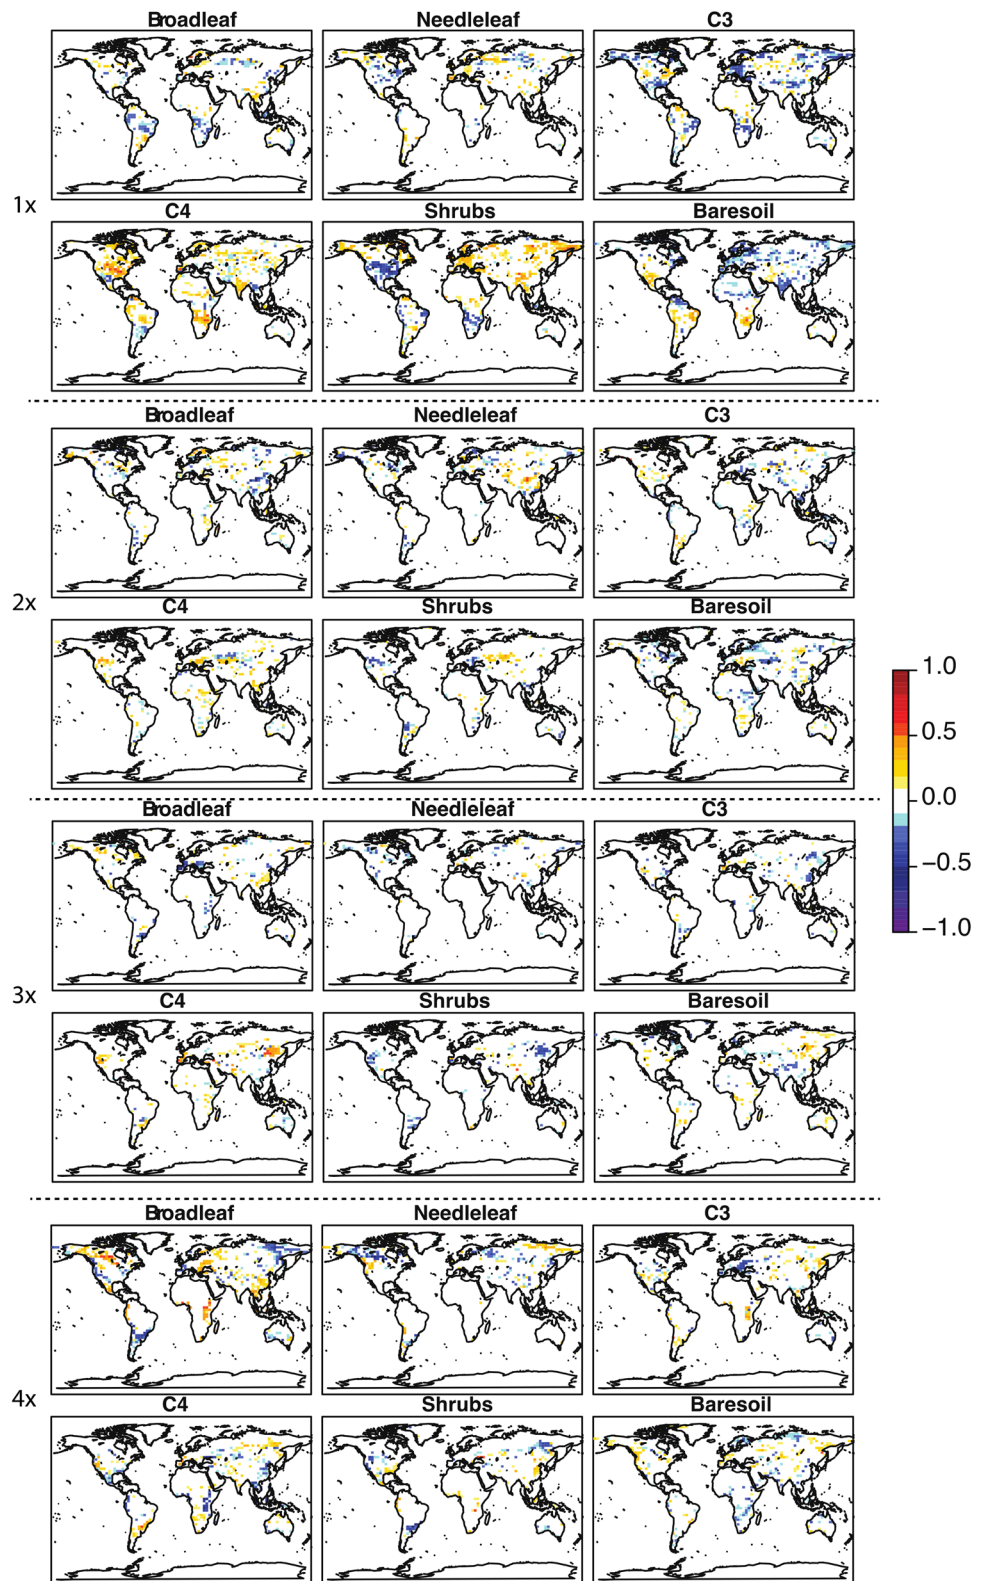 Broadleaf Needleleaf C3
1x
C4 Shrubs Baresoil
Broadleaf Needleleaf C3
2x
C4 Shrubs Baresoil
1.0
0.5
0.0
−0.5
−1.0
Broadleaf Needleleaf C3
3x
C4 Shrubs Baresoil
Broadleaf Needleleaf C3
4x
C4 Shrubs Baresoil